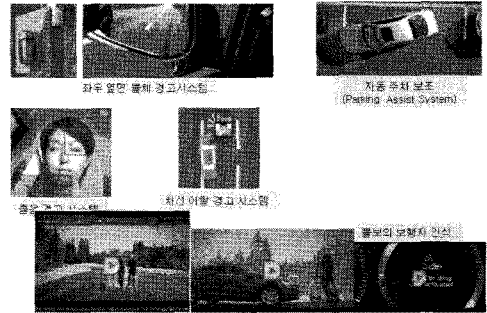 좌우 옆면 물체 경고시스템
자동 주차 보조
(Parking Assist System)
졸음 경고 시스템
차선 이탈 경고 시스템
볼보의 보행자 인식